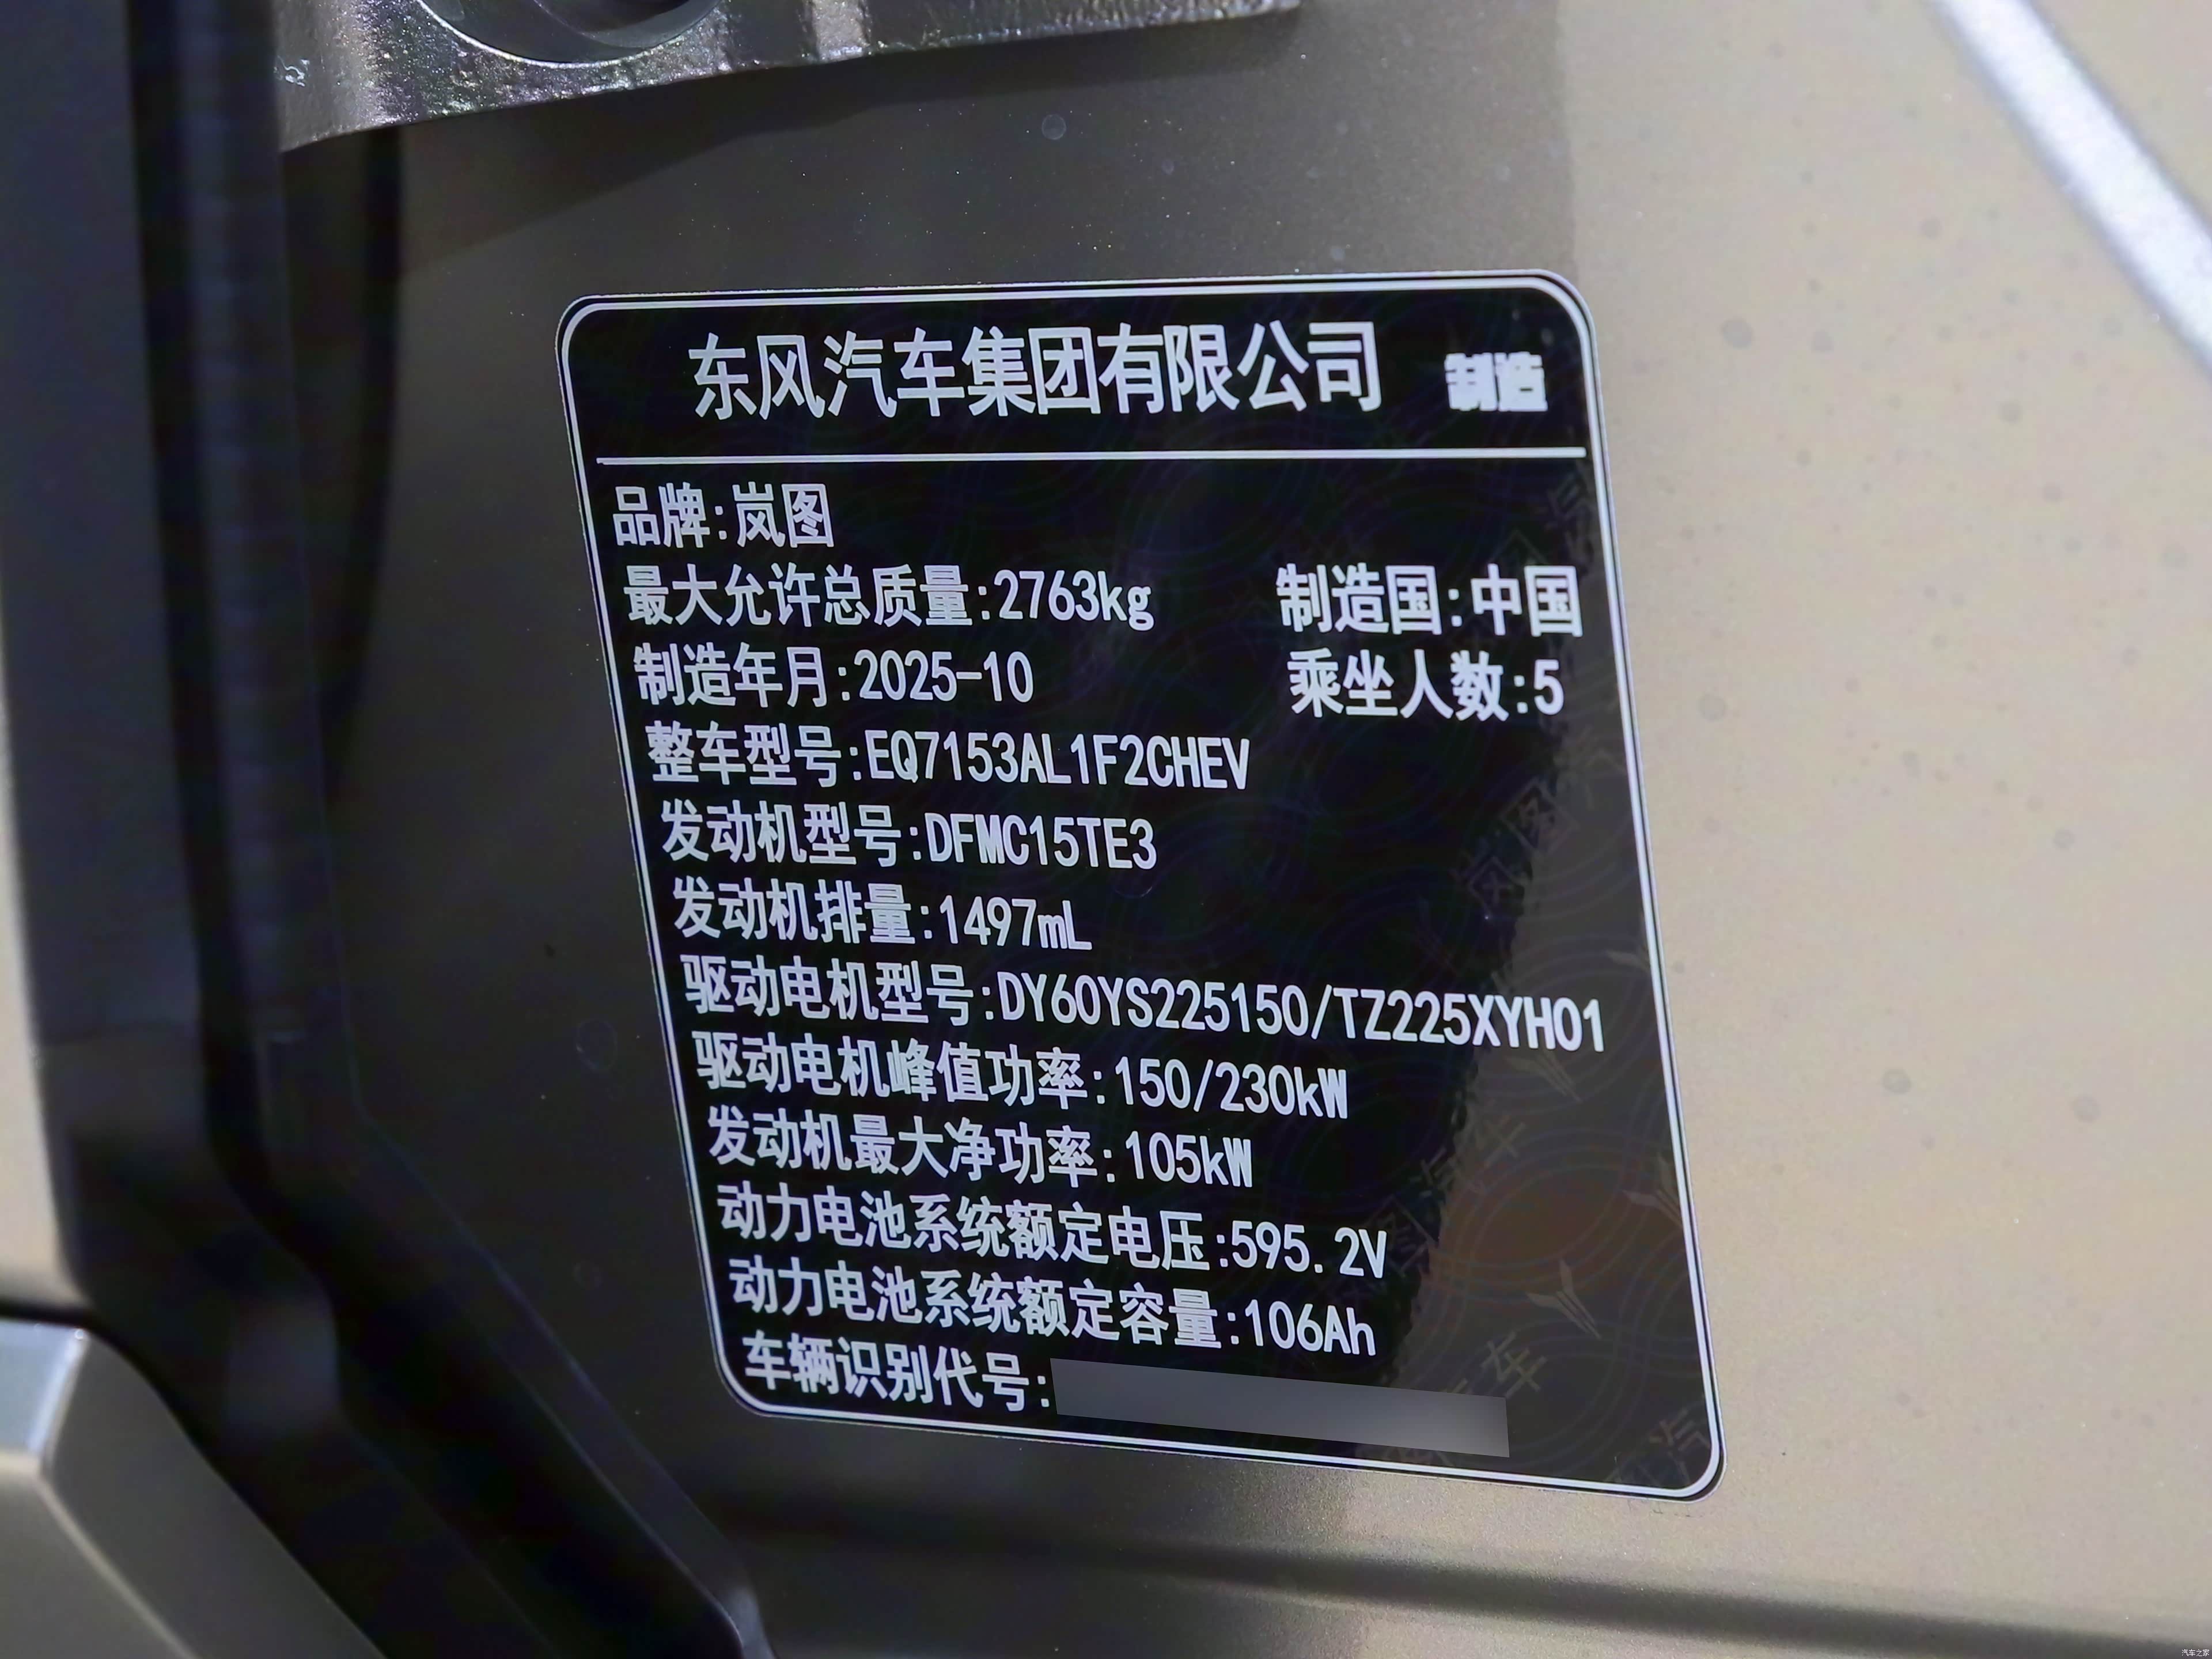 东风汽车集团有限公司 制造
品牌:岚图
最大允许总质量:2763kg 制造国:中国
制造年月:2025-10 乘坐人数:5
整车型号:EQ7153AL1F2CHEV
发动机型号:DFMC15TE3
发动机排量:1497mL
驱动电机型号:DY60YS225150/TZ225XYH01
驱动电机峰值功率:150/230kW
发动机最大净功率:105kW
动力电池系统额定电压:595.2V
动力电池系统额定容量:106Ah
车辆识别代号:
汽车之家